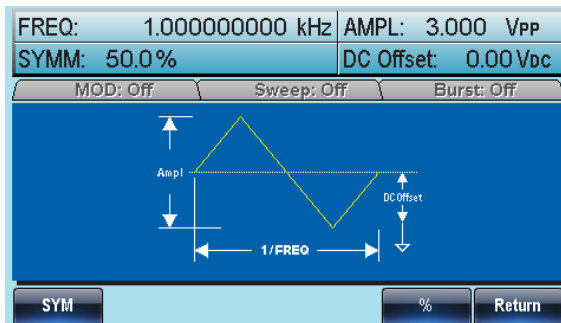 FREQ: 1.000000000 kHz AMPL: 3.000 VPP
SYMM: 50.0% DC Offset: 0.00 VDC
MOD: Off Sweep: Off Burst: Off
Ampl
DC Offset
1/FREQ
SYM % Return